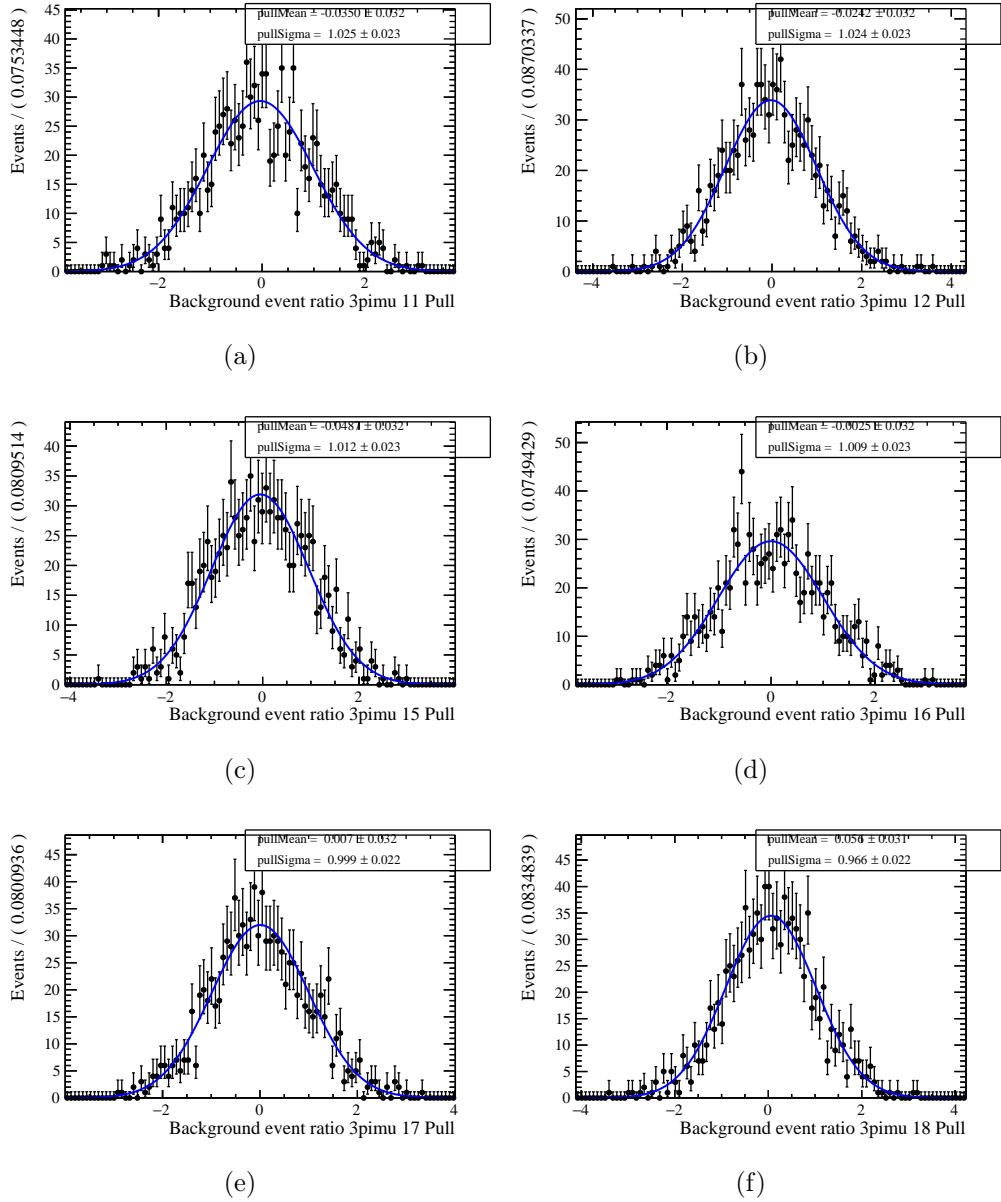 pullMean = -0.0350 ± 0.032
pullSigma = 1.025 ± 0.023
Events / ( 0.0753448 )
45
40
35
30
25
20
15
10
5
0
−2 0 2
Background event ratio 3pimu 11 Pull
(a)
pullMean = -0.0242 ± 0.032
pullSigma = 1.024 ± 0.023
Events / ( 0.0870337 )
50
40
30
20
10
0
−4 −2 0 2 4
Background event ratio 3pimu 12 Pull
(b)
pullMean = -0.0487 ± 0.032
pullSigma = 1.012 ± 0.023
Events / ( 0.0809514 )
40
35
30
25
20
15
10
5
0
−4 −2 0 2
Background event ratio 3pimu 15 Pull
(c)
pullMean = -0.0025 ± 0.032
pullSigma = 1.009 ± 0.023
Events / ( 0.0749429 )
50
40
30
20
10
0
−2 0 2
Background event ratio 3pimu 16 Pull
(d)
pullMean = 0.007 ± 0.032
pullSigma = 0.999 ± 0.022
Events / ( 0.0800936 )
45
40
35
30
25
20
15
10
5
0
−2 0 2 4
Background event ratio 3pimu 17 Pull
(e)
pullMean = 0.056 ± 0.031
pullSigma = 0.966 ± 0.022
Events / ( 0.0834839 )
45
40
35
30
25
20
15
10
5
0
−4 −2 0 2 4
Background event ratio 3pimu 18 Pull
(f)